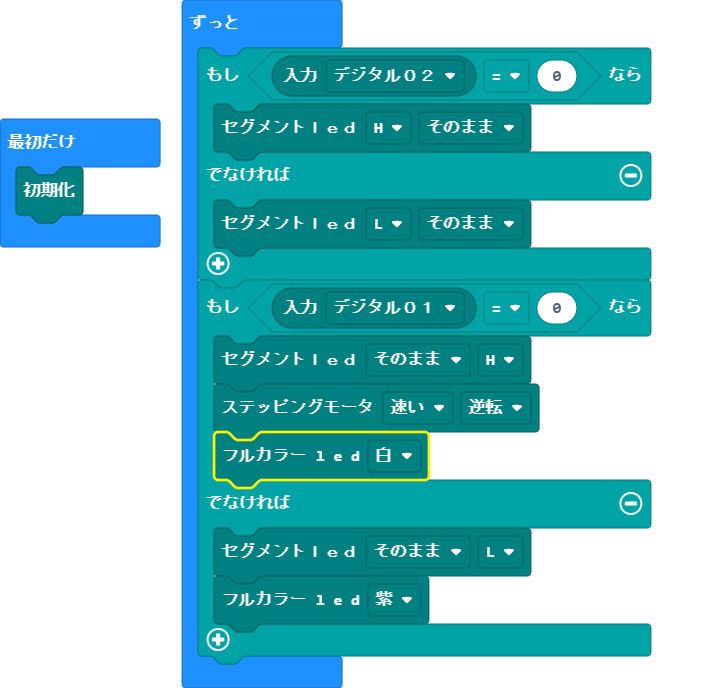 最初だけ
初期化
ずっと
もし 入力 デジタル０２ = 0 なら
セグメントｌｅｄ H そのまま
でなければ
セグメントｌｅｄ L そのまま
もし 入力 デジタル０１ = 0 なら
セグメントｌｅｄ そのまま H
ステッピングモータ 速い 逆転
フルカラーｌｅｄ 白
でなければ
セグメントｌｅｄ そのまま L
フルカラーｌｅｄ 紫